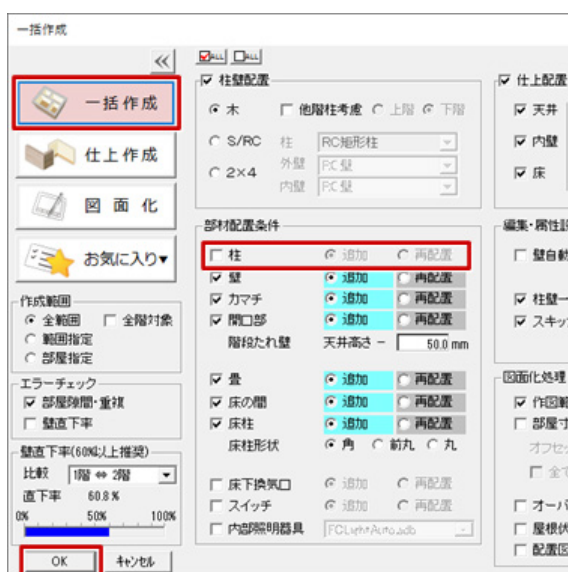 一括作成
ALL ALL
一括作成
仕上作成
図面化
お気に入り▼
作成範囲
全範囲 全階対象
範囲指定
部屋指定
エラーチェック
部屋隙間・重複
壁直下率
壁直下率(60%以上推奨)
比較 1階 ⇔ 2階
直下率 60.8 %
0% 50% 100%
OK キャンセル
柱壁配置
木 他階柱考慮 上階 下階
S/RC 柱 RC矩形柱
外壁 PC壁
2×4
内壁 PC壁
部材配置条件
柱 追加 再配置
壁 追加 再配置
カマチ 追加 再配置
開口部 追加 再配置
階段たれ壁 天井高さ － 50.0 mm
畳 追加 再配置
床の間 追加 再配置
床柱 追加 再配置
床柱形状 角 前丸 丸
床下換気口 追加 再配置
スイッチ 追加 再配置
内部照明器具 FCLightAuto.adb
仕上配置
天井
内壁
床
編集・属性設
壁自動
柱壁一
スキッ
図面化処理
作図範
部屋寸
オフセ
全て
オーバ
屋根伏
配置図